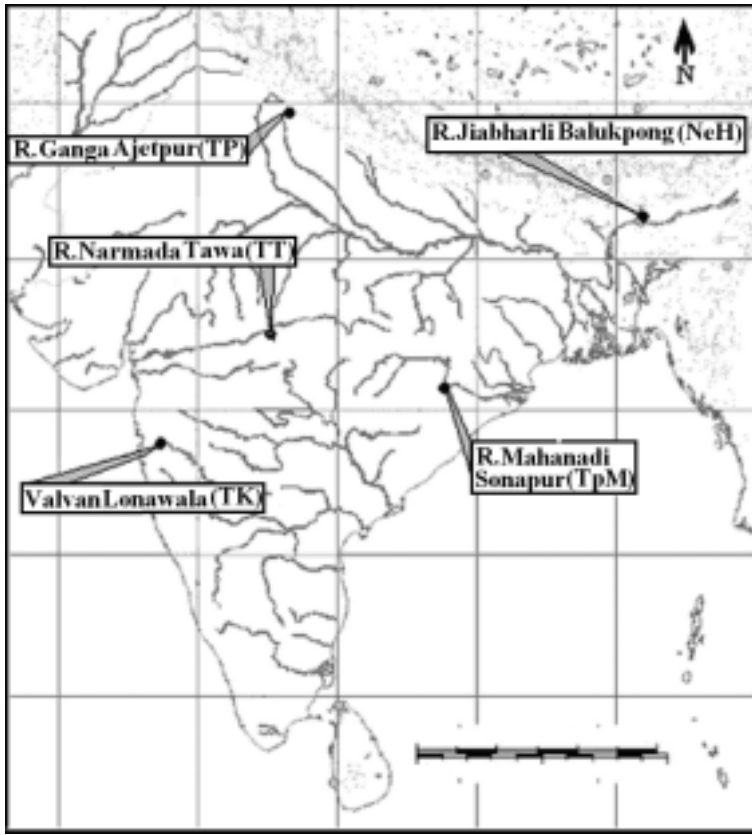 N
R.Ganga Ajetpur(TP)
R.Jiabharli Balukpong (NeH)
R.Narmada Tawa(TT)
R.Mahanadi
Sonapur(TpM)
Valvan Lonawala (TK)